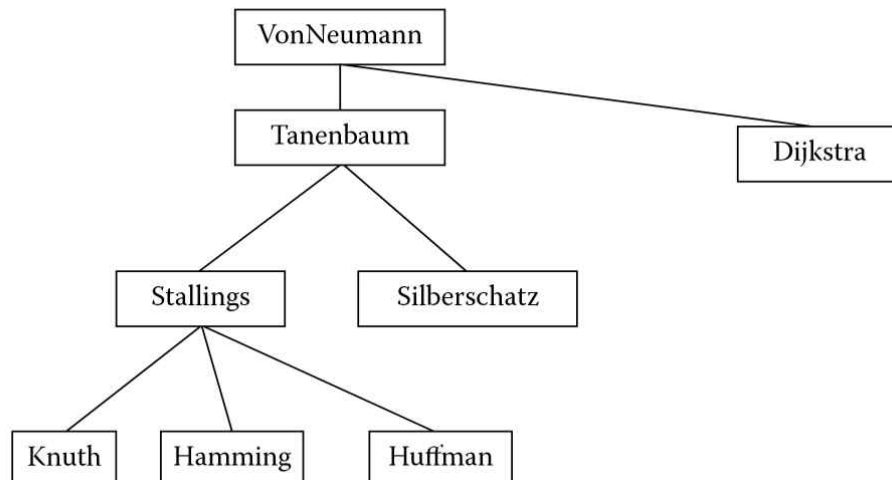 VonNeumann
Tanenbaum
Dijkstra
Stallings
Silberschatz
Knuth
Hamming
Huffman